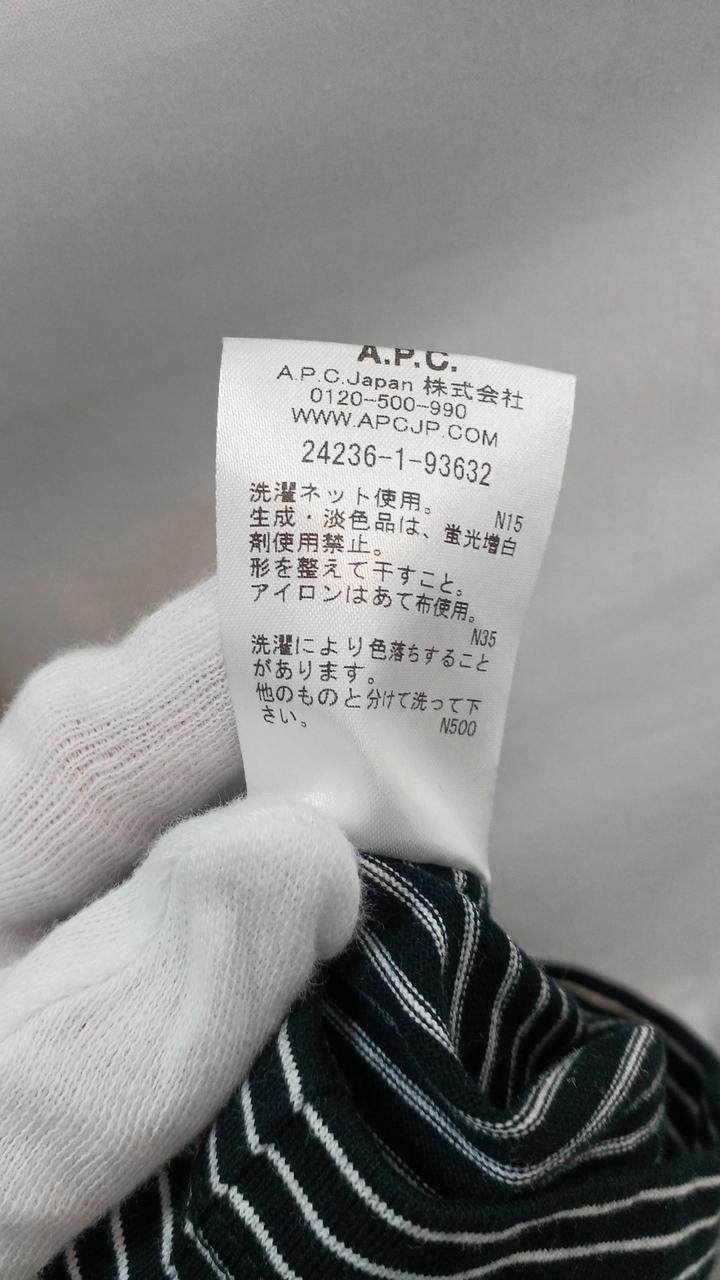 A.P.C.
A.P.C.Japan 株式会社
0120-500-990
WWW.APCJP.COM
24236-1-93632
洗濯ネット使用。
N15
生成・淡色品は、蛍光増白
剤使用禁止。
形を整えて干すこと。
アイロンはあて布使用。
N35
洗濯により色落ちすること
があります。
他のものと分けて洗って下
さい。
N500